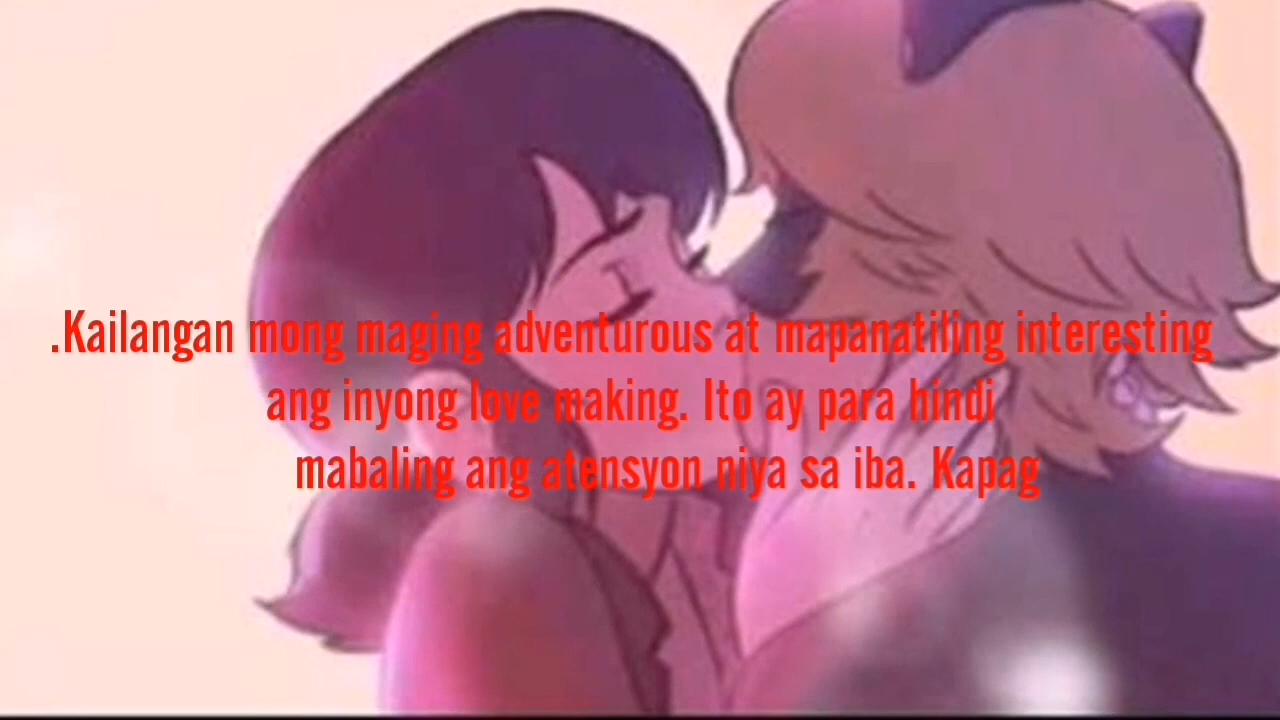 .Kailangan mong maging adventurous at mapanatiling interesting
ang inyong love making. Ito ay para hindi
mabaling ang atensyon niya sa iba. Kapag